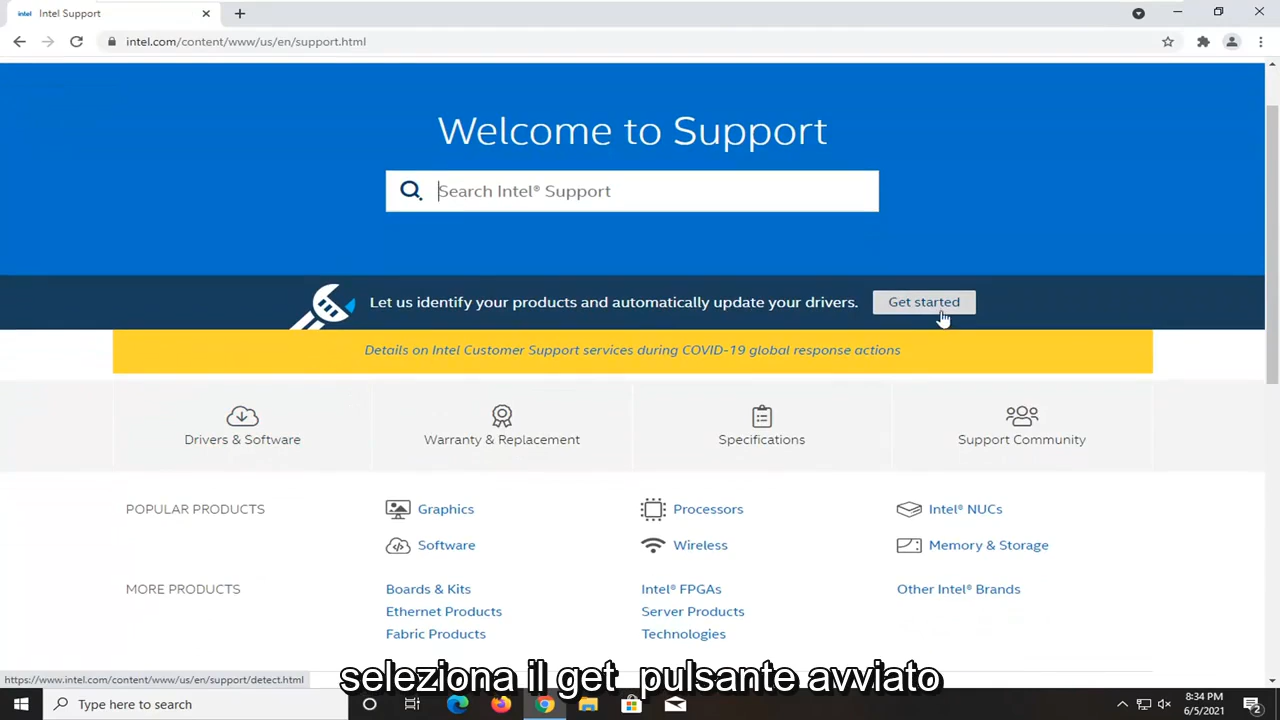 intel Intel Support
intel.com/content/www/us/en/support.html
Welcome to Support
Search Intel® Support
Let us identify your products and automatically update your drivers. Get started
Details on Intel Customer Support services during COVID-19 global response actions
Drivers & Software Warranty & Replacement Specifications Support Community
POPULAR PRODUCTS Graphics Processors Intel® NUCs
Software Wireless Memory & Storage
MORE PRODUCTS Boards & Kits Intel® FPGAs Other Intel® Brands
Ethernet Products Server Products
Fabric Products Technologies
https://www.intel.com/content/www/us/en/support/detect.html
seleziona il get pulsante avviato
Type here to search
8:34 PM
6/5/2021
2